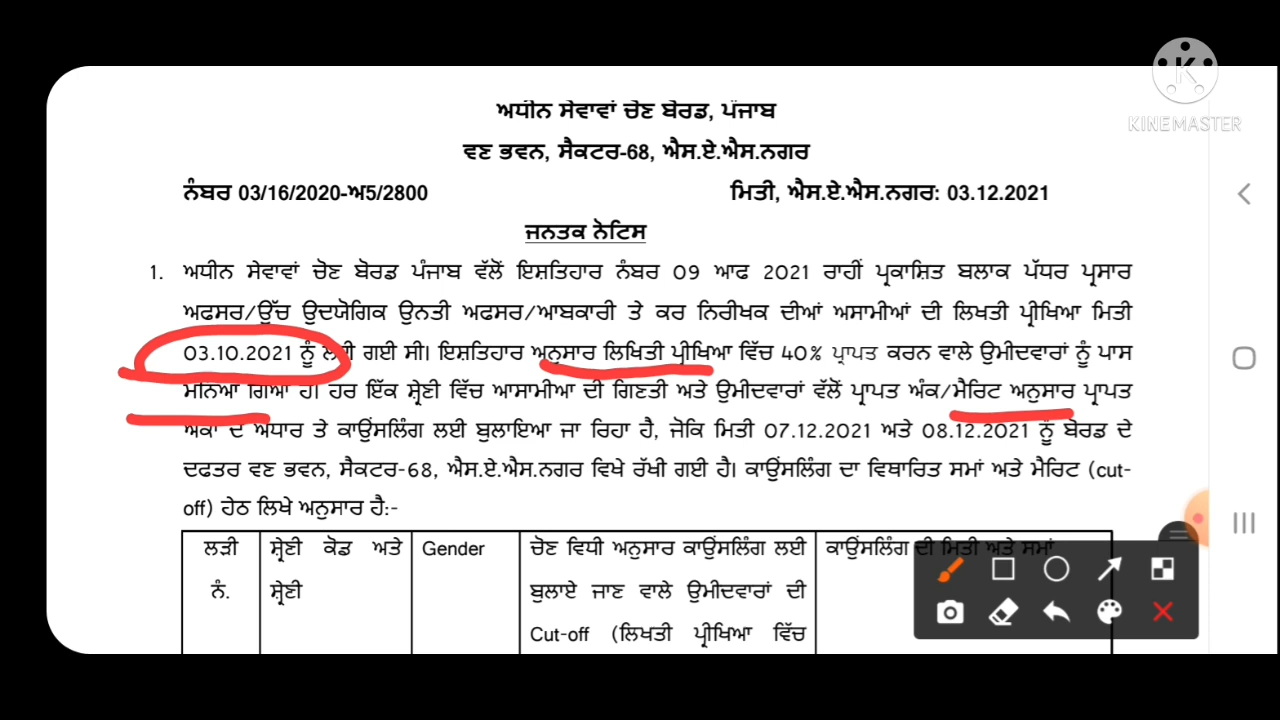 ਅਧੀਨ ਸੇਵਾਵਾਂ ਚੋਣ ਬੋਰਡ, ਪੰਜਾਬ
ਵਣ ਭਵਨ, ਸੈਕਟਰ-68, ਐਸ.ਏ.ਐਸ.ਨਗਰ
KINEMASTER
ਨੰਬਰ 03/16/2020-ਅ5/2800 ਮਿਤੀ, ਐਸ.ਏ.ਐਸ.ਨਗਰ: 03.12.2021
ਜਨਤਕ ਨੋਟਿਸ
1. ਅਧੀਨ ਸੇਵਾਵਾਂ ਚੋਣ ਬੋਰਡ ਪੰਜਾਬ ਵੱਲੋਂ ਇਸ਼ਤਿਹਾਰ ਨੰਬਰ 09 ਆਫ 2021 ਰਾਹੀਂ ਪ੍ਰਕਾਸ਼ਿਤ ਬਲਾਕ ਪੱਧਰ ਪ੍ਰਸਾਰ
ਅਫਸਰ/ਉੱਚ ਉਦਯੋਗਿਕ ਉਨਤੀ ਅਫਸਰ/ਆਬਕਾਰੀ ਤੇ ਕਰ ਨਿਰੀਖਕ ਦੀਆਂ ਅਸਾਮੀਆਂ ਦੀ ਲਿਖਤੀ ਪ੍ਰੀਖਿਆ ਮਿਤੀ
03.10.2021 ਨੂੰ ਲਈ ਗਈ ਸੀ। ਇਸ਼ਤਿਹਾਰ ਅਨੁਸਾਰ ਲਿਖਿਤੀ ਪ੍ਰੀਖਿਆ ਵਿੱਚ 40% ਪ੍ਰਾਪਤ ਕਰਨ ਵਾਲੇ ਉਮੀਦਵਾਰਾਂ ਨੂੰ ਪਾਸ
ਮੰਨਿਆ ਗਿਆ ਹੈ। ਹਰ ਇੱਕ ਸ਼੍ਰੇਣੀ ਵਿੱਚ ਆਸਾਮੀਆ ਦੀ ਗਿਣਤੀ ਅਤੇ ਉਮੀਦਵਾਰਾਂ ਵੱਲੋਂ ਪ੍ਰਾਪਤ ਅੰਕ/ਮੈਰਿਟ ਅਨੁਸਾਰ ਪ੍ਰਾਪਤ
ਅੰਕਾਂ ਦੇ ਅਧਾਰ ਤੇ ਕਾਉਂਸਲਿੰਗ ਲਈ ਬੁਲਾਇਆ ਜਾ ਰਿਹਾ ਹੈ, ਜੋਕਿ ਮਿਤੀ 07.12.2021 ਅਤੇ 08.12.2021 ਨੂੰ ਬੋਰਡ ਦੇ
ਦਫਤਰ ਵਣ ਭਵਨ, ਸੈਕਟਰ-68, ਐਸ.ਏ.ਐਸ.ਨਗਰ ਵਿਖੇ ਰੱਖੀ ਗਈ ਹੈ। ਕਾਉਂਸਲਿੰਗ ਦਾ ਵਿਥਾਰਿਤ ਸਮਾਂ ਅਤੇ ਮੈਰਿਟ (cut-
off) ਹੇਠ ਲਿਖੇ ਅਨੁਸਾਰ ਹੈ:-
ਲੜੀ ਸ਼੍ਰੇਣੀ ਕੋਡ ਅਤੇ Gender ਚੋਣ ਵਿਧੀ ਅਨੁਸਾਰ ਕਾਉਂਸਲਿੰਗ ਲਈ ਕਾਉਂਸਲਿੰਗ ਦੀ ਮਿਤੀ ਅਤੇ ਸਮਾਂ
ਨੰ. ਸ਼੍ਰੇਣੀ ਬੁਲਾਏ ਜਾਣ ਵਾਲੇ ਉਮੀਦਵਾਰਾਂ ਦੀ
Cut-off (ਲਿਖਤੀ ਪ੍ਰੀਖਿਆ ਵਿੱਚ